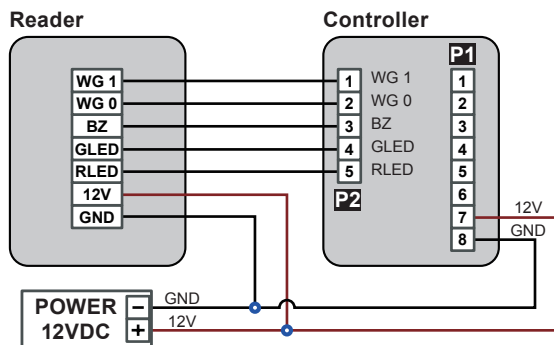 Reader
Controller
P1
WG 1
WG 0
BZ
GLED
RLED
12V
GND
1 WG 1
2 WG 0
3 BZ
4 GLED
5 RLED
P2
1
2
3
4
5
6
7 12V
8 GND
POWER
12VDC
− GND
+ 12V